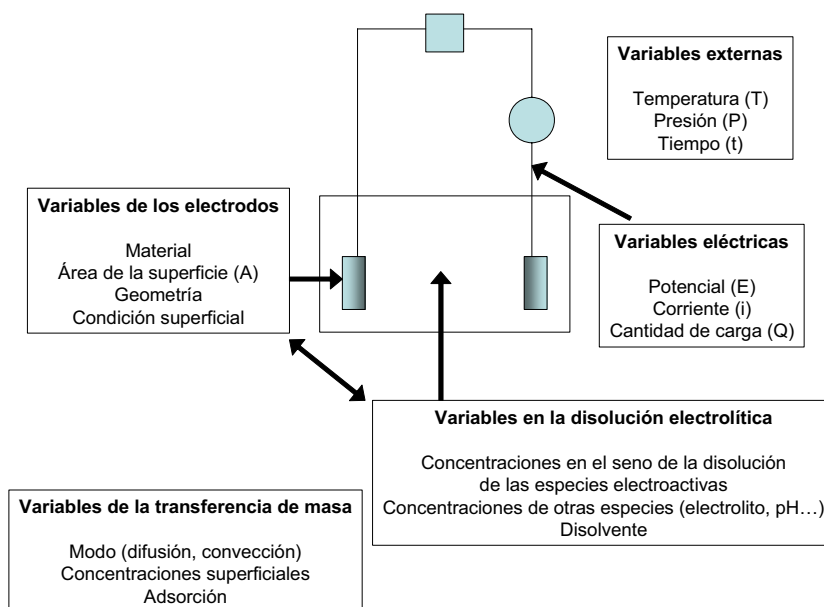 Variables externas
Temperatura (T)
Presión (P)
Tiempo (t)
Variables de los electrodos
Material
Área de la superficie (A)
Geometría
Condición superficial
Variables eléctricas
Potencial (E)
Corriente (i)
Cantidad de carga (Q)
Variables en la disolución electrolítica
Concentraciones en el seno de la disolución
de las especies electroactivas
Concentraciones de otras especies (electrolito, pH…)
Disolvente
Variables de la transferencia de masa
Modo (difusión, convección)
Concentraciones superficiales
Adsorción